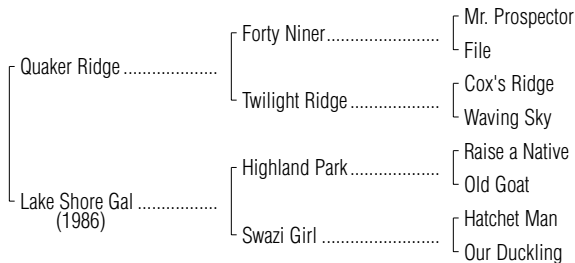 Mr. Prospector
Forty Niner........................
File
Quaker Ridge ...................
Cox's Ridge
Twilight Ridge...................
Waving Sky
Raise a Native
Highland Park...................
Old Goat
Lake Shore Gal ................
(1986)
Hatchet Man
Swazi Girl ........................
Our Duckling